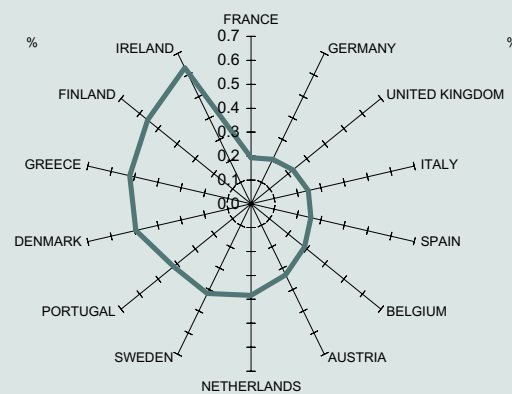 FRANCE
%
%
0.7
IRELAND
GERMANY
0.6
0.5
FINLAND
UNITED KINGDOM
0.4
0.3
GREECE
ITALY
0.2
0.1
0.0
DENMARK
SPAIN
PORTUGAL
BELGIUM
SWEDEN
AUSTRIA
NETHERLANDS